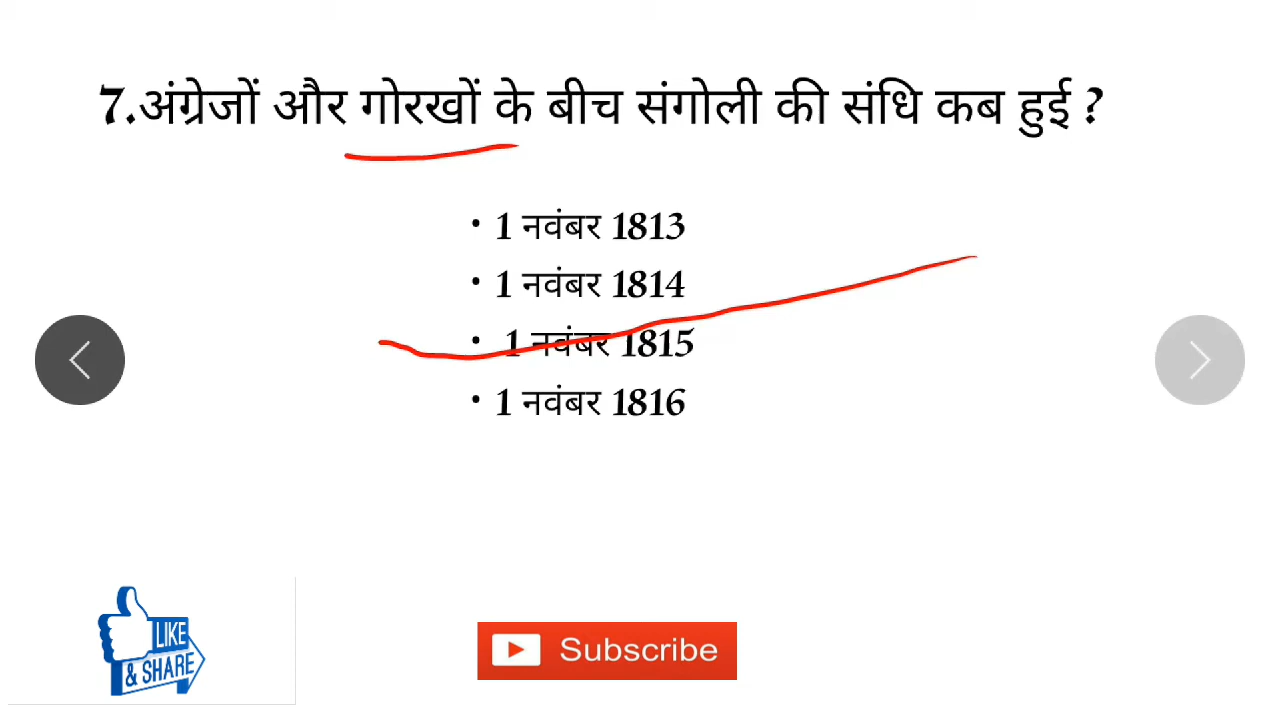 7.अंग्रेजों और गोरखों के बीच संगोली की संधि कब हुई ?
• 1 नवंबर 1813
• 1 नवंबर 1814
• 1 नवंबर 1815
• 1 नवंबर 1816
LIKE
& SHARE
Subscribe